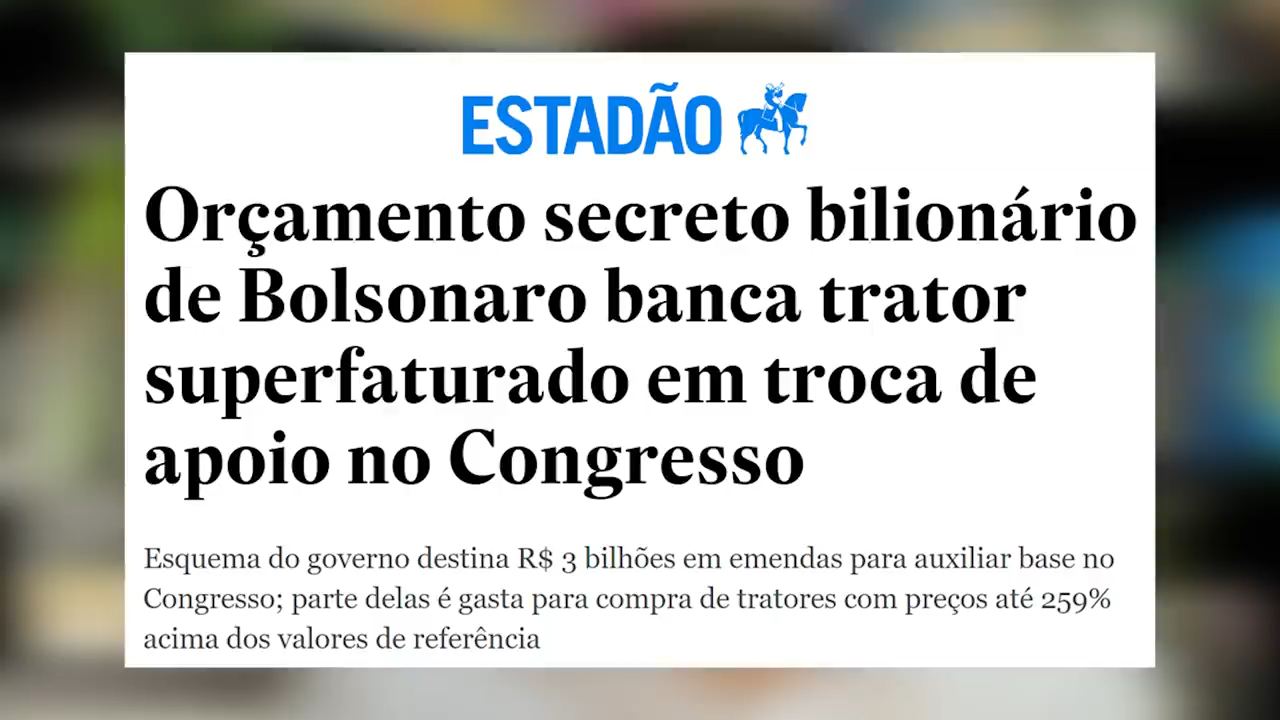 ESTADÃO
Orçamento secreto bilionário
de Bolsonaro banca trator
superfaturado em troca de
apoio no Congresso
Esquema do governo destina R$ 3 bilhões em emendas para auxiliar base no
Congresso; parte delas é gasta para compra de tratores com preços até 259%
acima dos valores de referência